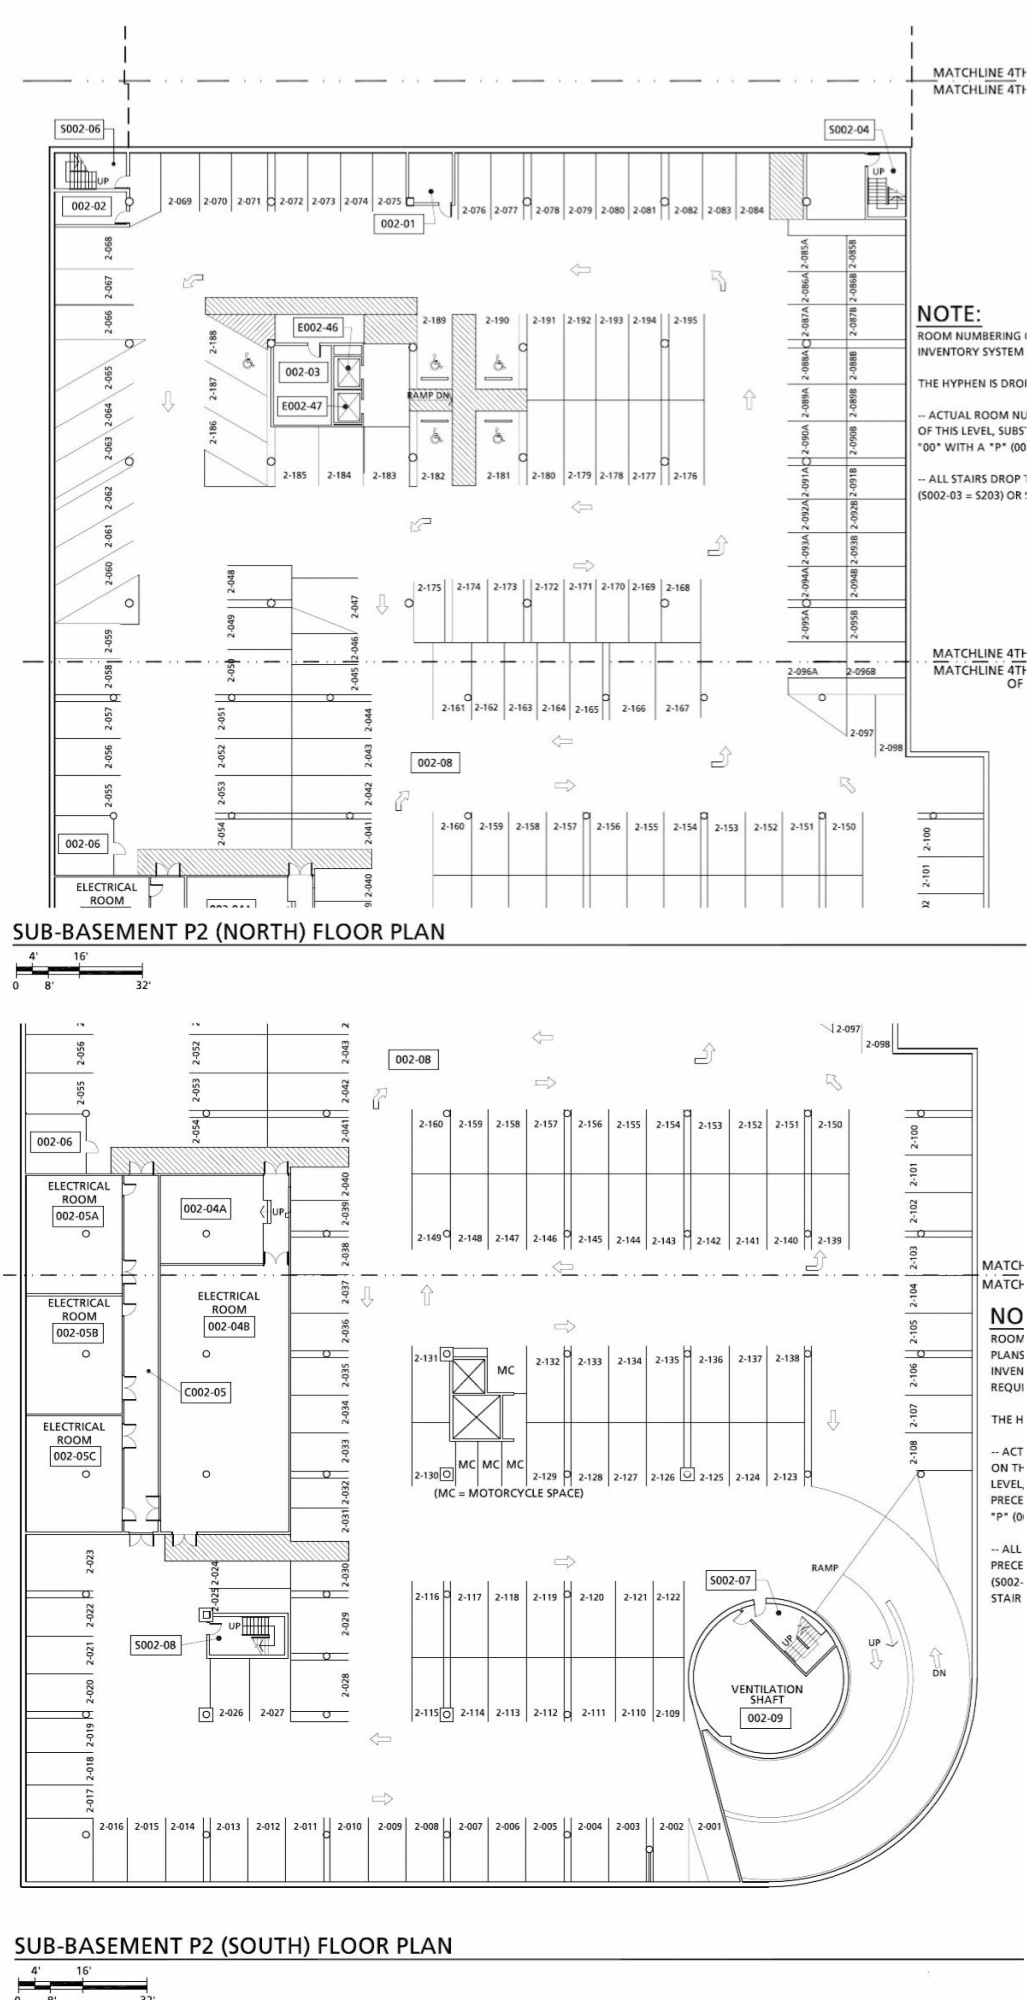 MATCHLINE 4TH
MATCHLINE 4TH
S002-06
S002-04
UP
UP
002-02
2-069
2-070
2-071
2-072
2-073
2-074
2-075
2-076
2-077
2-078
2-079
2-080
2-081
2-082
2-083
2-084
002-01
2-068
2-067
2-066
2-065
2-064
2-063
2-062
2-061
2-060
2-059
2-058
2-057
2-056
2-055
2-085A
2-085B
2-086A
2-086B
2-087A
2-087B
2-088A
2-088B
2-089A
2-089B
2-090A
2-090B
2-091A
2-091B
2-092A
2-092B
2-093A
2-093B
2-094A
2-094B
2-095A
2-095B
2-096A
2-096B
2-097
2-098
2-188
2-187
2-186
E002-46
002-03
E002-47
2-189
2-190
2-191
2-192
2-193
2-194
2-195
RAMP DN
2-185
2-184
2-183
2-182
2-181
2-180
2-179
2-178
2-177
2-176
NOTE:
ROOM NUMBERING
INVENTORY SYSTEM
THE HYPHEN IS DRO
-- ACTUAL ROOM NU
OF THIS LEVEL, SUBS
"00" WITH A "P" (00
-- ALL STAIRS DROP
(S002-03 = S203) OR
2-048
2-049
2-050
2-047
2-046
2-045
2-175
2-174
2-173
2-172
2-171
2-170
2-169
2-168
MATCHLINE 4TH
MATCHLINE 4TH
OF
2-051
2-052
2-053
2-054
2-044
2-043
2-042
2-041
2-040
2-161
2-162
2-163
2-164
2-165
2-166
2-167
002-08
2-160
2-159
2-158
2-157
2-156
2-155
2-154
2-153
2-152
2-151
2-150
2-100
2-101
002-06
ELECTRICAL
ROOM
SUB-BASEMENT P2 (NORTH) FLOOR PLAN
4' 16'
0 8' 32'
2-056
2-055
2-052
2-053
2-054
2-043
2-042
2-041
002-08
2-097
2-098
2-160
2-159
2-158
2-157
2-156
2-155
2-154
2-153
2-152
2-151
2-150
002-06
ELECTRICAL
ROOM
002-05A
002-04A
UP
2-040
2-039
2-038
2-037
2-036
2-035
2-034
2-033
2-032
2-031
2-030
2-029
2-028
2-149
2-148
2-147
2-146
2-145
2-144
2-143
2-142
2-141
2-140
2-139
2-100
2-101
2-102
2-103
2-104
2-105
2-106
2-107
2-108
MATCH
MATCH
ELECTRICAL
ROOM
002-05B
ELECTRICAL
ROOM
002-04B
C002-05
ELECTRICAL
ROOM
002-05C
2-131
MC
2-132
2-133
2-134
2-135
2-136
2-137
2-138
2-130
MC
MC
MC
2-129
2-128
2-127
2-126
2-125
2-124
2-123
(MC = MOTORCYCLE SPACE)
NO
ROOM
PLANS
INVEN
REQUI
THE H
-- ACT
ON TH
LEVEL,
PRECE
"P" (0
-- ALL
PRECE
(S002-
STAIR
2-023
2-022
2-021
2-020
2-019
2-018
2-017
2-024
2-025
UP
S002-08
2-026
2-027
2-116
2-117
2-118
2-119
2-120
2-121
2-122
2-115
2-114
2-113
2-112
2-111
2-110
2-109
RAMP
S002-07
UP
UP
DN
VENTILATION
SHAFT
002-09
2-016
2-015
2-014
2-013
2-012
2-011
2-010
2-009
2-008
2-007
2-006
2-005
2-004
2-003
2-002
2-001
SUB-BASEMENT P2 (SOUTH) FLOOR PLAN
4' 16'
0 8' 32'